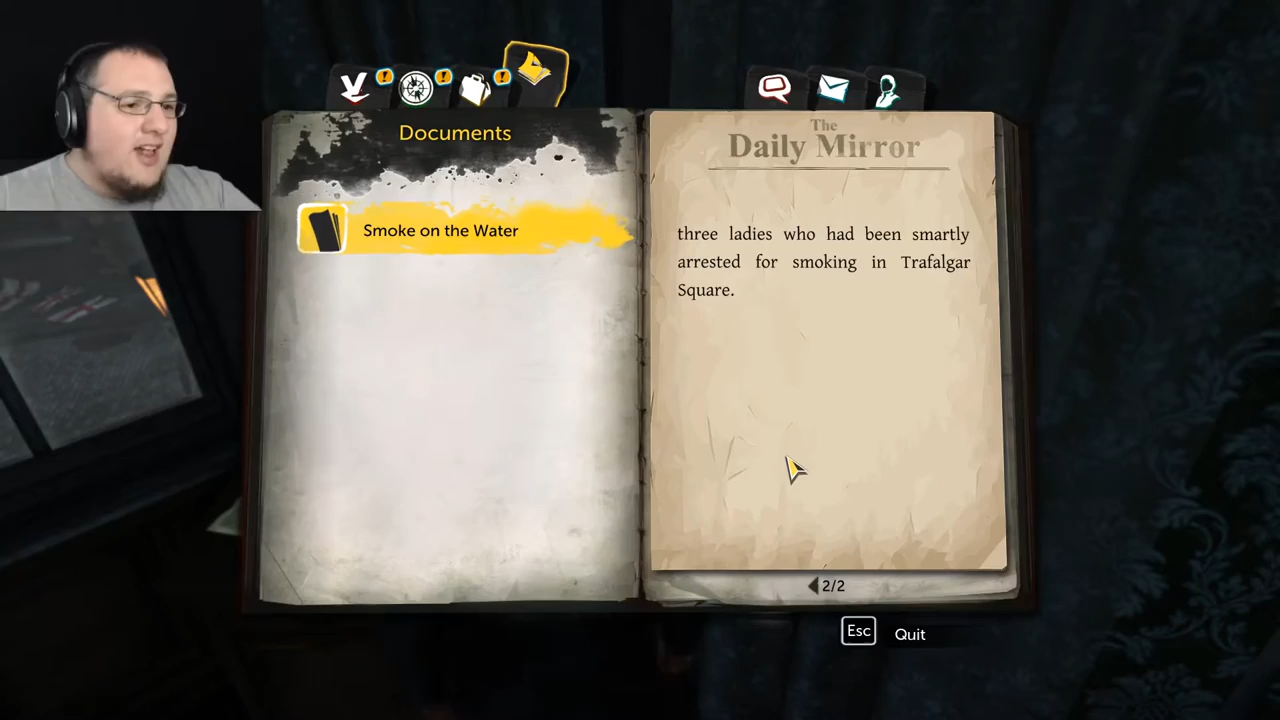 Documents
Smoke on the Water
The
Daily Mirror
three ladies who had been smartly
arrested for smoking in Trafalgar
Square.
2/2
Esc Quit